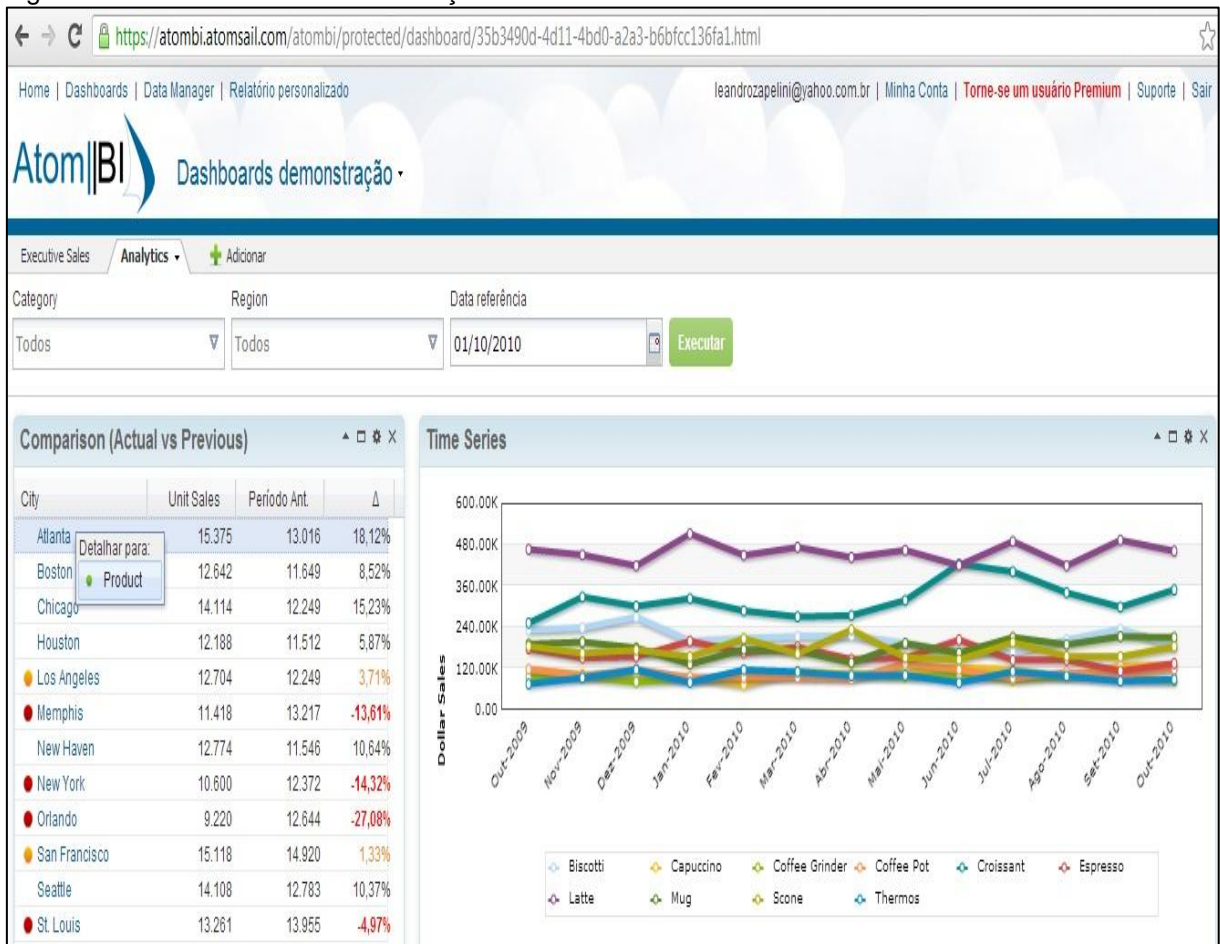 https://atombi.atomsail.com/atombi/protected/dashboard/35b3490d-4d11-4bd0-a2a3-b6bfcc136fa1.html
Home | Dashboards | Data Manager | Relatório personalizado
leandrozapelini@yahoo.com.br | Minha Conta | Torne-se um usuário Premium | Suporte | Sair
Atom||BI
Dashboards demonstração
Executive Sales
Analytics
Adicionar
Category
Region
Data referência
Todos
Todos
01/10/2010
Executar
Comparison (Actual vs Previous)
City Unit Sales Período Ant. Δ
Atlanta 15.375 13.016 18,12%
Detalhar para:
Product
Boston 12.642 11.649 8,52%
Chicago 14.114 12.249 15,23%
Houston 12.188 11.512 5,87%
Los Angeles 12.704 12.249 3,71%
Memphis 11.418 13.217 -13,61%
New Haven 12.774 11.546 10,64%
New York 10.600 12.372 -14,32%
Orlando 9.220 12.644 -27,08%
San Francisco 15.118 14.920 1,33%
Seattle 14.108 12.783 10,37%
St. Louis 13.261 13.955 -4,97%
Time Series
600.00K
480.00K
360.00K
240.00K
120.00K
0.00
Dollar Sales
Out-2009 Nov-2009 Dez-2009 Jan-2010 Fev-2010 Mar-2010 Abr-2010 Mai-2010 Jun-2010 Jul-2010 Ago-2010 Set-2010 Out-2010
Biscotti Capuccino Coffee Grinder Coffee Pot Croissant Espresso
Latte Mug Scone Thermos